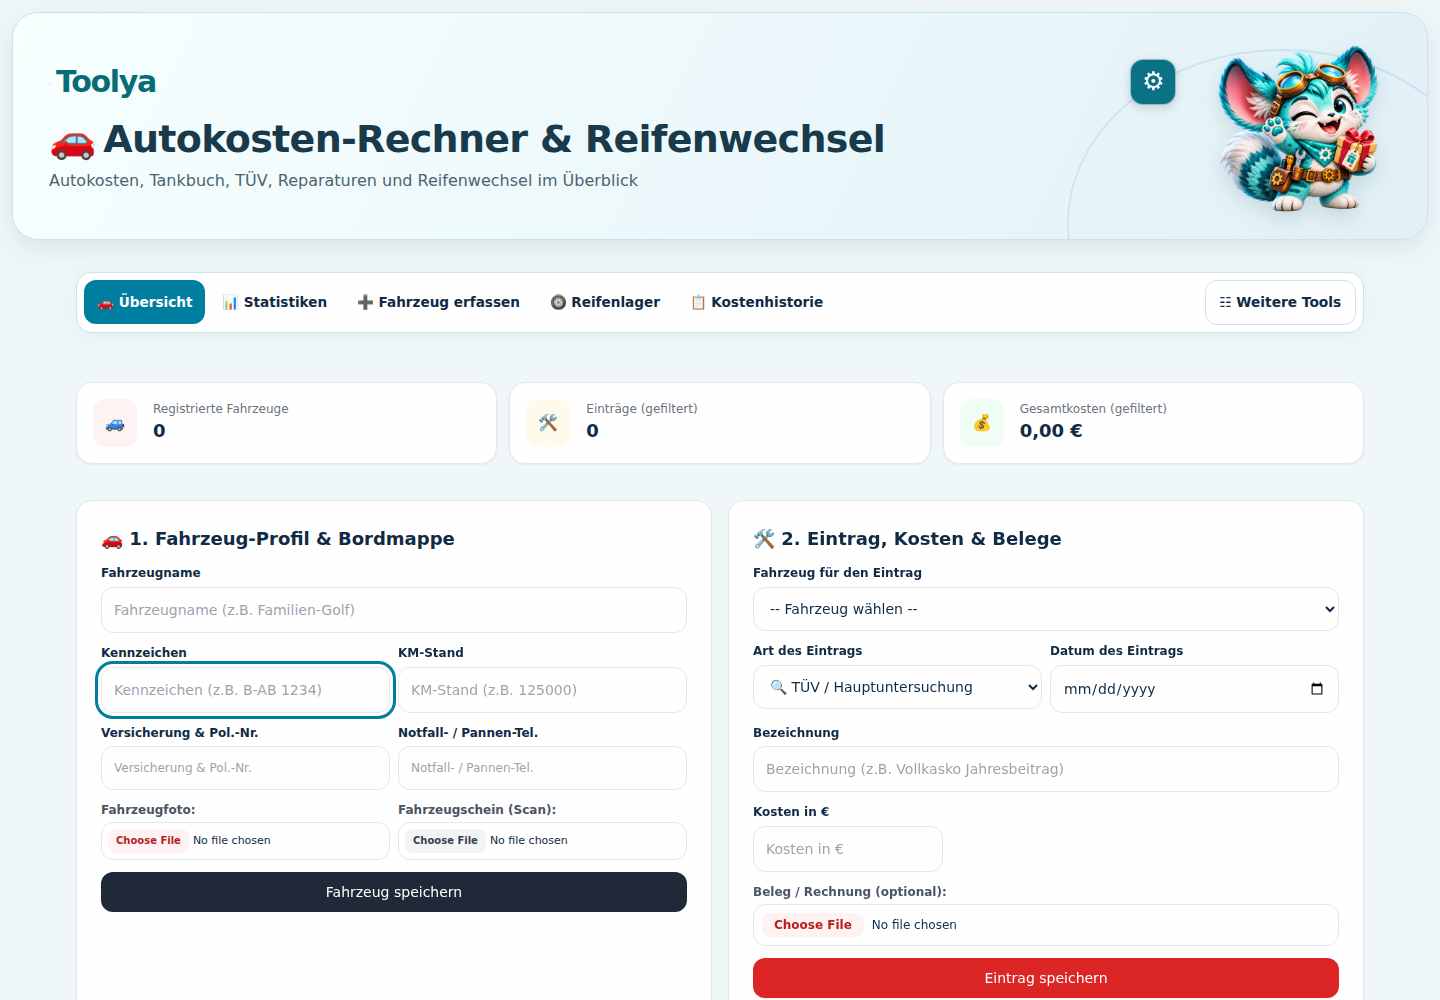 Toolya
🚗 Autokosten-Rechner & Reifenwechsel
Autokosten, Tankbuch, TÜV, Reparaturen und Reifenwechsel im Überblick
🚗 Übersicht
📊 Statistiken
➕ Fahrzeug erfassen
🔘 Reifenlager
📋 Kostenhistorie
☷ Weitere Tools
Registrierte Fahrzeuge
0
Einträge (gefiltert)
0
Gesamtkosten (gefiltert)
0,00 €
🚗 1. Fahrzeug-Profil & Bordmappe
Fahrzeugname
Fahrzeugname (z.B. Familien-Golf)
Kennzeichen
KM-Stand
Kennzeichen (z.B. B-AB 1234)
KM-Stand (z.B. 125000)
Versicherung & Pol.-Nr.
Notfall- / Pannen-Tel.
Versicherung & Pol.-Nr.
Notfall- / Pannen-Tel.
Fahrzeugfoto:
Fahrzeugschein (Scan):
Choose File No file chosen
Choose File No file chosen
Fahrzeug speichern
🛠️ 2. Eintrag, Kosten & Belege
Fahrzeug für den Eintrag
-- Fahrzeug wählen --
Art des Eintrags
Datum des Eintrags
🔍 TÜV / Hauptuntersuchung
mm/dd/yyyy
Bezeichnung
Bezeichnung (z.B. Vollkasko Jahresbeitrag)
Kosten in €
Kosten in €
Beleg / Rechnung (optional):
Choose File No file chosen
Eintrag speichern